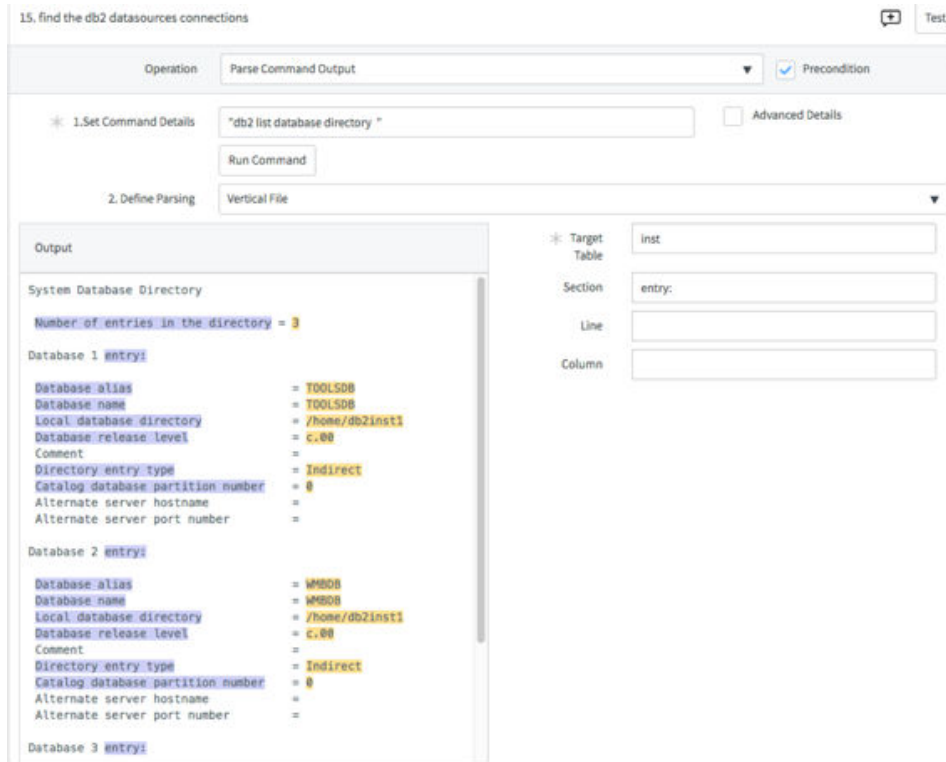 15. find the db2 datasources connections
Test
Operation
Parse Command Output
Precondition
1.Set Command Details
"db2 list database directory "
Advanced Details
Run Command
2. Define Parsing
Vertical File
Output
System Database Directory
Number of entries in the directory = 3
Database 1 entry:
Database alias = TOOLSDB
Database name = TOOLSDB
Local database directory = /home/db2inst1
Database release level = c.00
Comment =
Directory entry type = Indirect
Catalog database partition number = 0
Alternate server hostname =
Alternate server port number =
Database 2 entry:
Database alias = WMBDB
Database name = WMBDB
Local database directory = /home/db2inst1
Database release level = c.00
Comment =
Directory entry type = Indirect
Catalog database partition number = 0
Alternate server hostname =
Alternate server port number =
Database 3 entry:
Target
Table
inst
Section
entry:
Line
Column